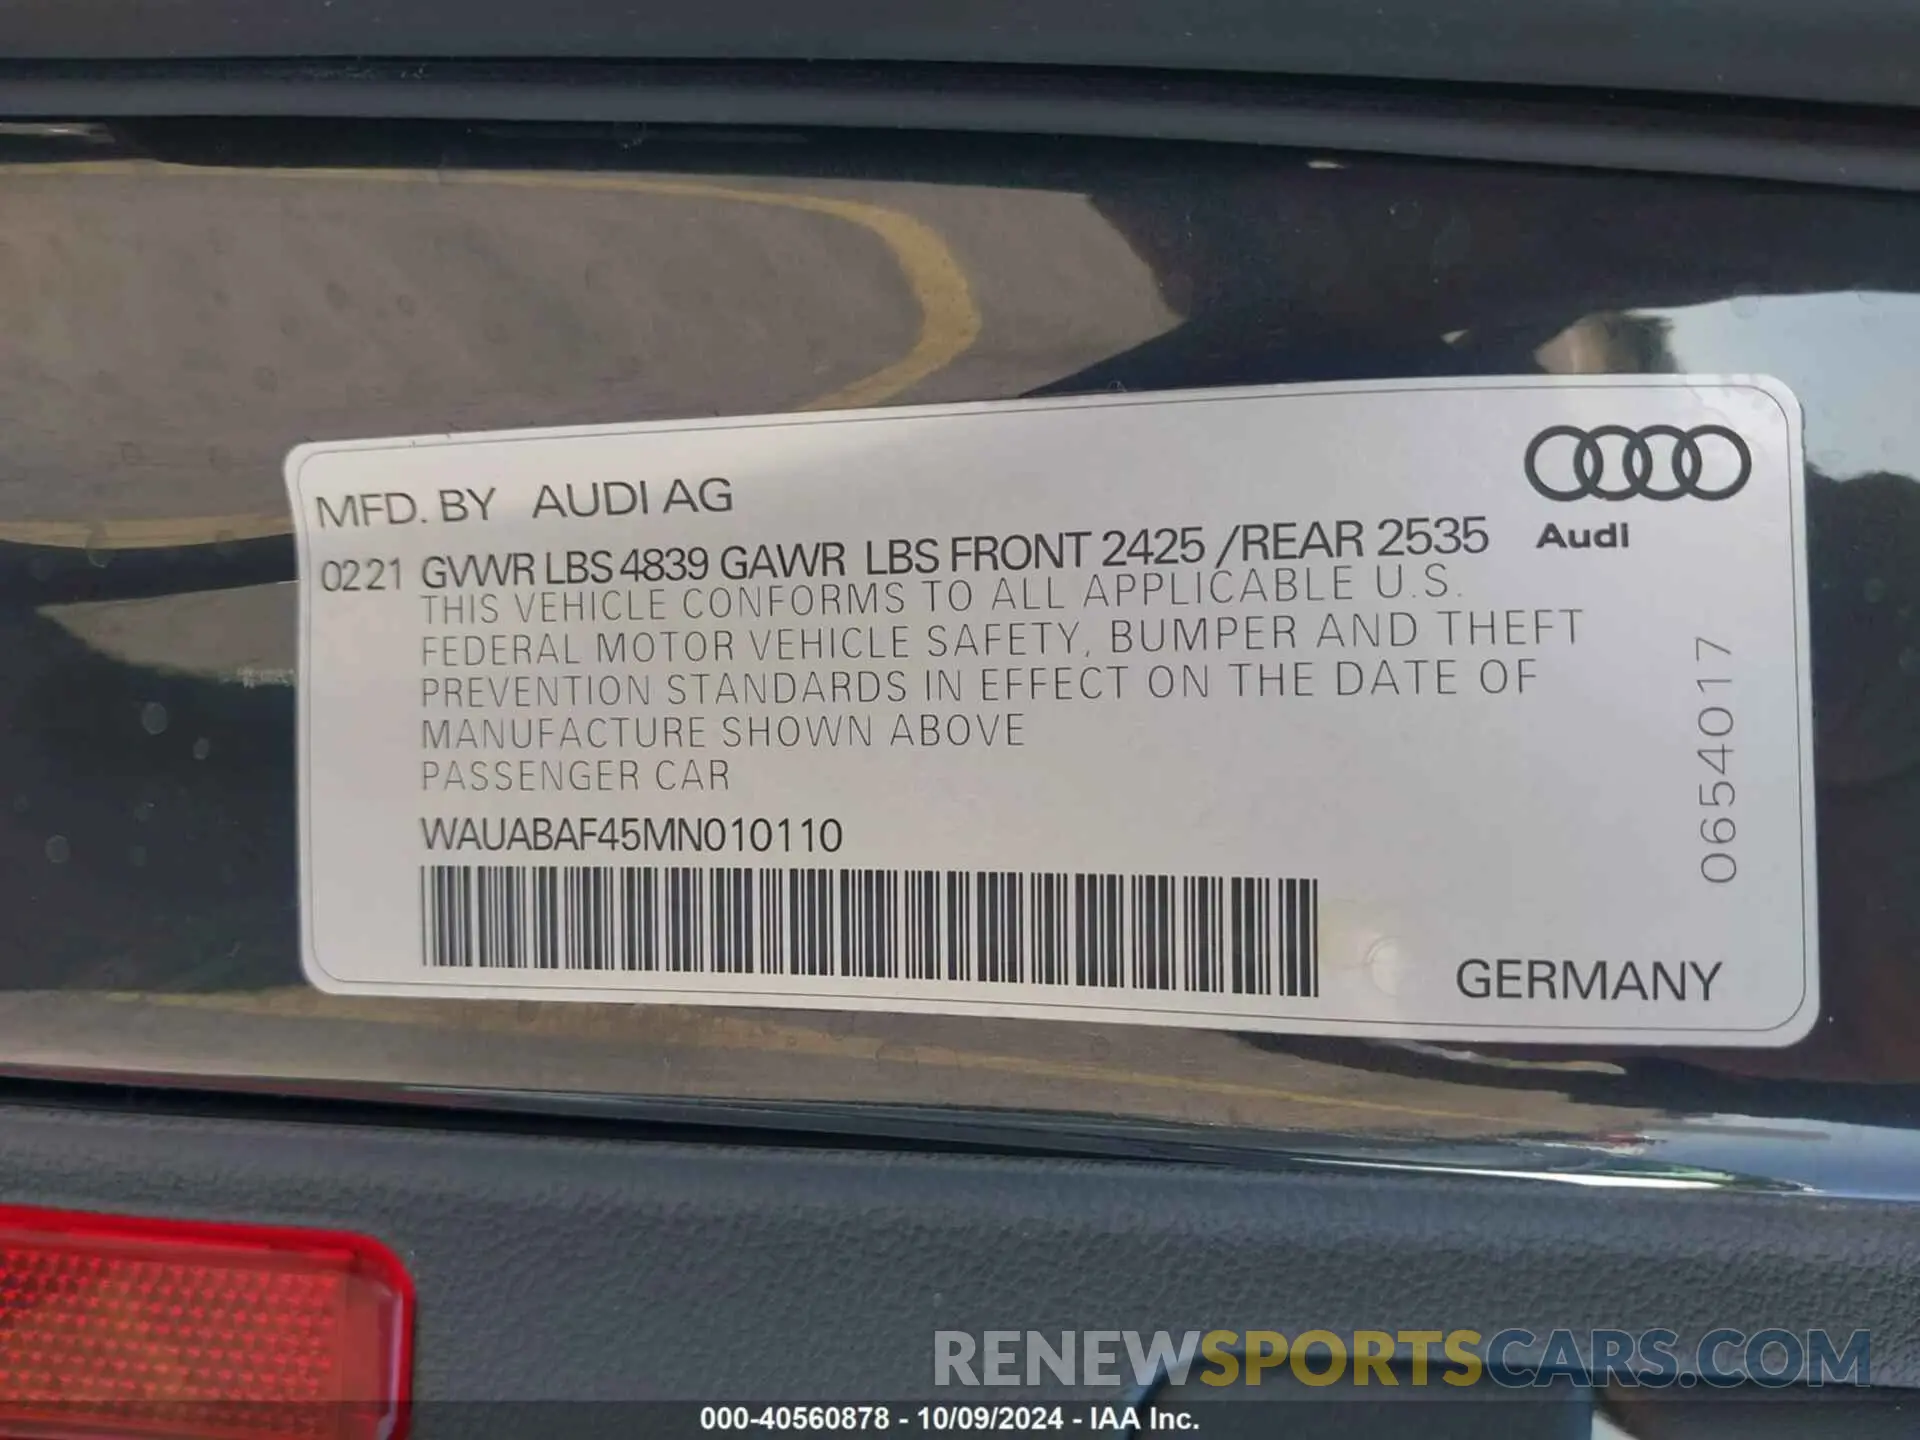 MFD. BY AUDI AG
Audi
0221 GVWR LBS 4839 GAWR LBS FRONT 2425 /REAR 2535
THIS VEHICLE CONFORMS TO ALL APPLICABLE U.S.
FEDERAL MOTOR VEHICLE SAFETY, BUMPER AND THEFT
PREVENTION STANDARDS IN EFFECT ON THE DATE OF
MANUFACTURE SHOWN ABOVE
PASSENGER CAR
WAUABAF45MN010110
0654017
GERMANY
RENEWSPORTSCARS.COM
000-40560878 - 10/09/2024 - IAA Inc.